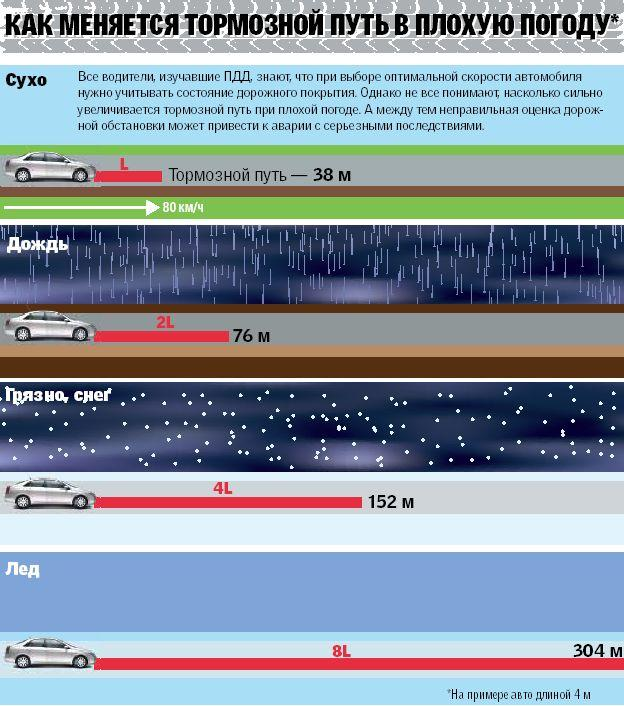 КАК МЕНЯЕТСЯ ТОРМОЗНОЙ ПУТЬ В ПЛОХУЮ ПОГОДУ*
Сухо
Все водители, изучавшие ПДД, знают, что при выборе оптимальной скорости автомобиля
нужно учитывать состояние дорожного покрытия. Однако не все понимают, насколько сильно
увеличивается тормозной путь при плохой погоде. А между тем неправильная оценка дорож-
ной обстановки может привести к аварии с серьезными последствиями.
L
Тормозной путь — 38 м
80 км/ч
Дождь
2L
76 м
Грязно, снег
4L
152 м
Лед
8L
304 м
*На примере авто длиной 4 м